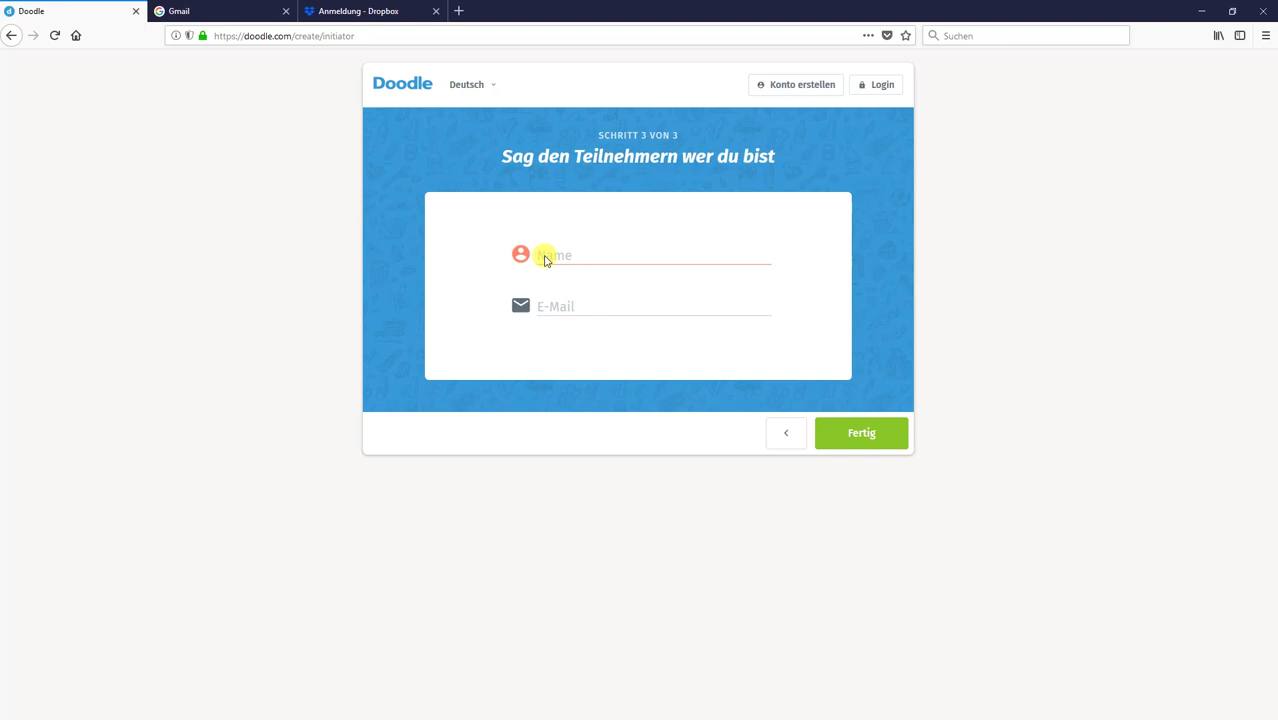 Doodle
Gmail
Anmeldung - Dropbox
https://doodle.com/create/initiator
Suchen
Doodle
Deutsch
Konto erstellen
Login
SCHRITT 3 VON 3
Sag den Teilnehmern wer du bist
Name
E-Mail
Fertig